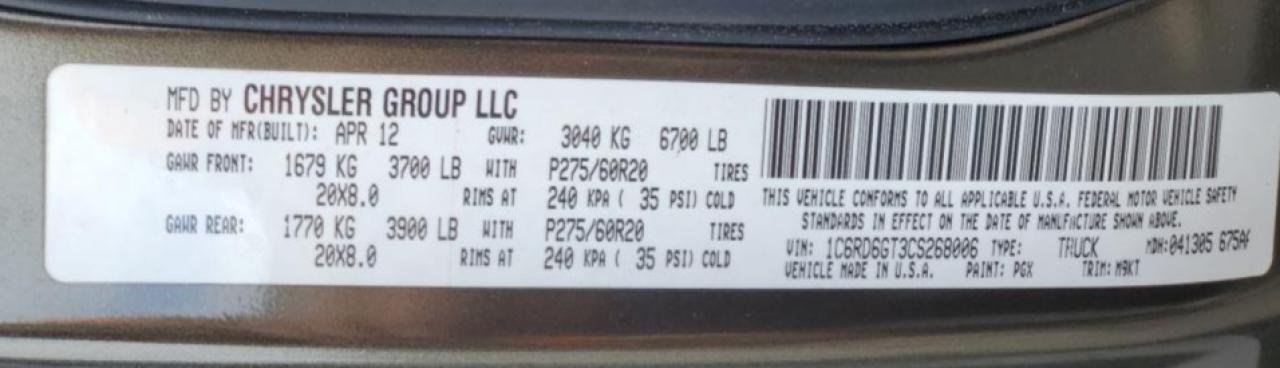 MFD BY CHRYSLER GROUP LLC
DATE OF MFR(BUILT): APR 12 GVWR: 3040 KG 6700 LB
GAWR FRONT: 1679 KG 3700 LB WITH P275/60R20 TIRES
20X8.0 RIMS AT 240 KPA ( 35 PSI) COLD
GAWR REAR: 1770 KG 3900 LB WITH P275/60R20 TIRES
20X8.0 RIMS AT 240 KPA ( 35 PSI) COLD
THIS VEHICLE CONFORMS TO ALL APPLICABLE U.S.A. FEDERAL MOTOR VEHICLE SAFETY
STANDARDS IN EFFECT ON THE DATE OF MANUFACTURE SHOWN ABOVE.
VIN: 1C6RD6GT3CS268006 TYPE: TRUCK MDH:041305
VEHICLE MADE IN U.S.A. PAINT: PGX TRIM: M9KT